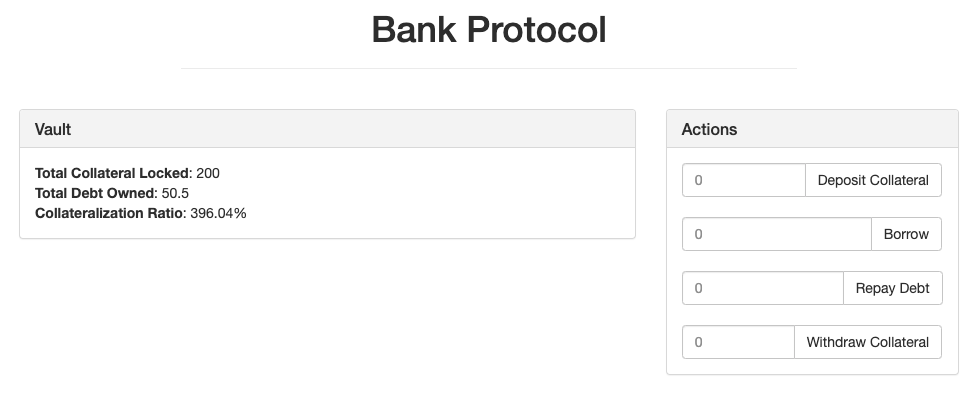 Bank Protocol
Vault
Total Collateral Locked: 200
Total Debt Owned: 50.5
Collateralization Ratio: 396.04%
Actions
0 Deposit Collateral
0 Borrow
0 Repay Debt
0 Withdraw Collateral